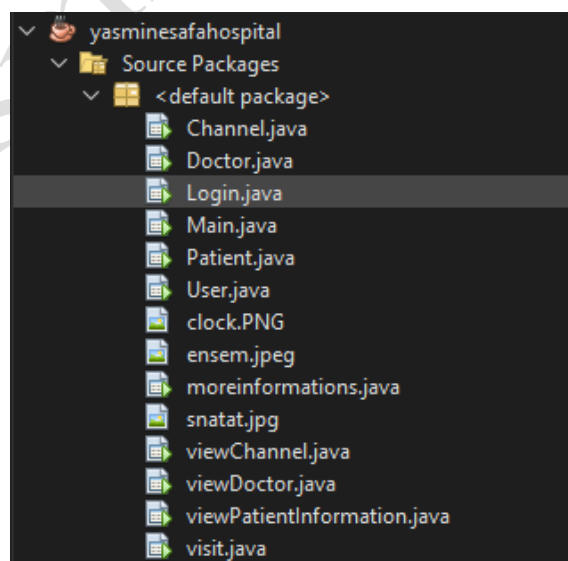 yasminesafahospital
Source Packages
<default package>
Channel.java
Doctor.java
Login.java
Main.java
Patient.java
User.java
clock.PNG
ensem.jpeg
moreinformations.java
snatat.jpg
viewChannel.java
viewDoctor.java
viewPatientInformation.java
visit.java